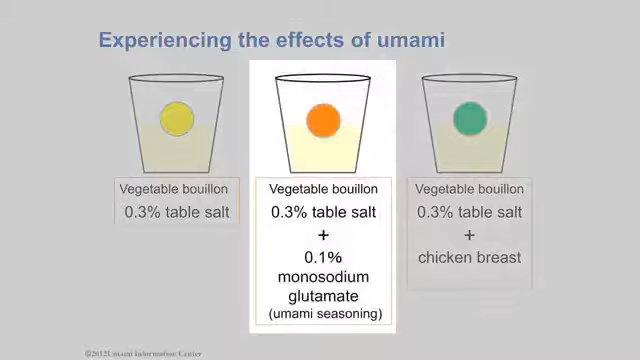 Experiencing the effects of umami
Vegetable bouillon
0.3% table salt
Vegetable bouillon
0.3% table salt
+
0.1%
monosodium
glutamate
(umami seasoning)
Vegetable bouillon
0.3% table salt
+
chicken breast
©2012Umami Information Center